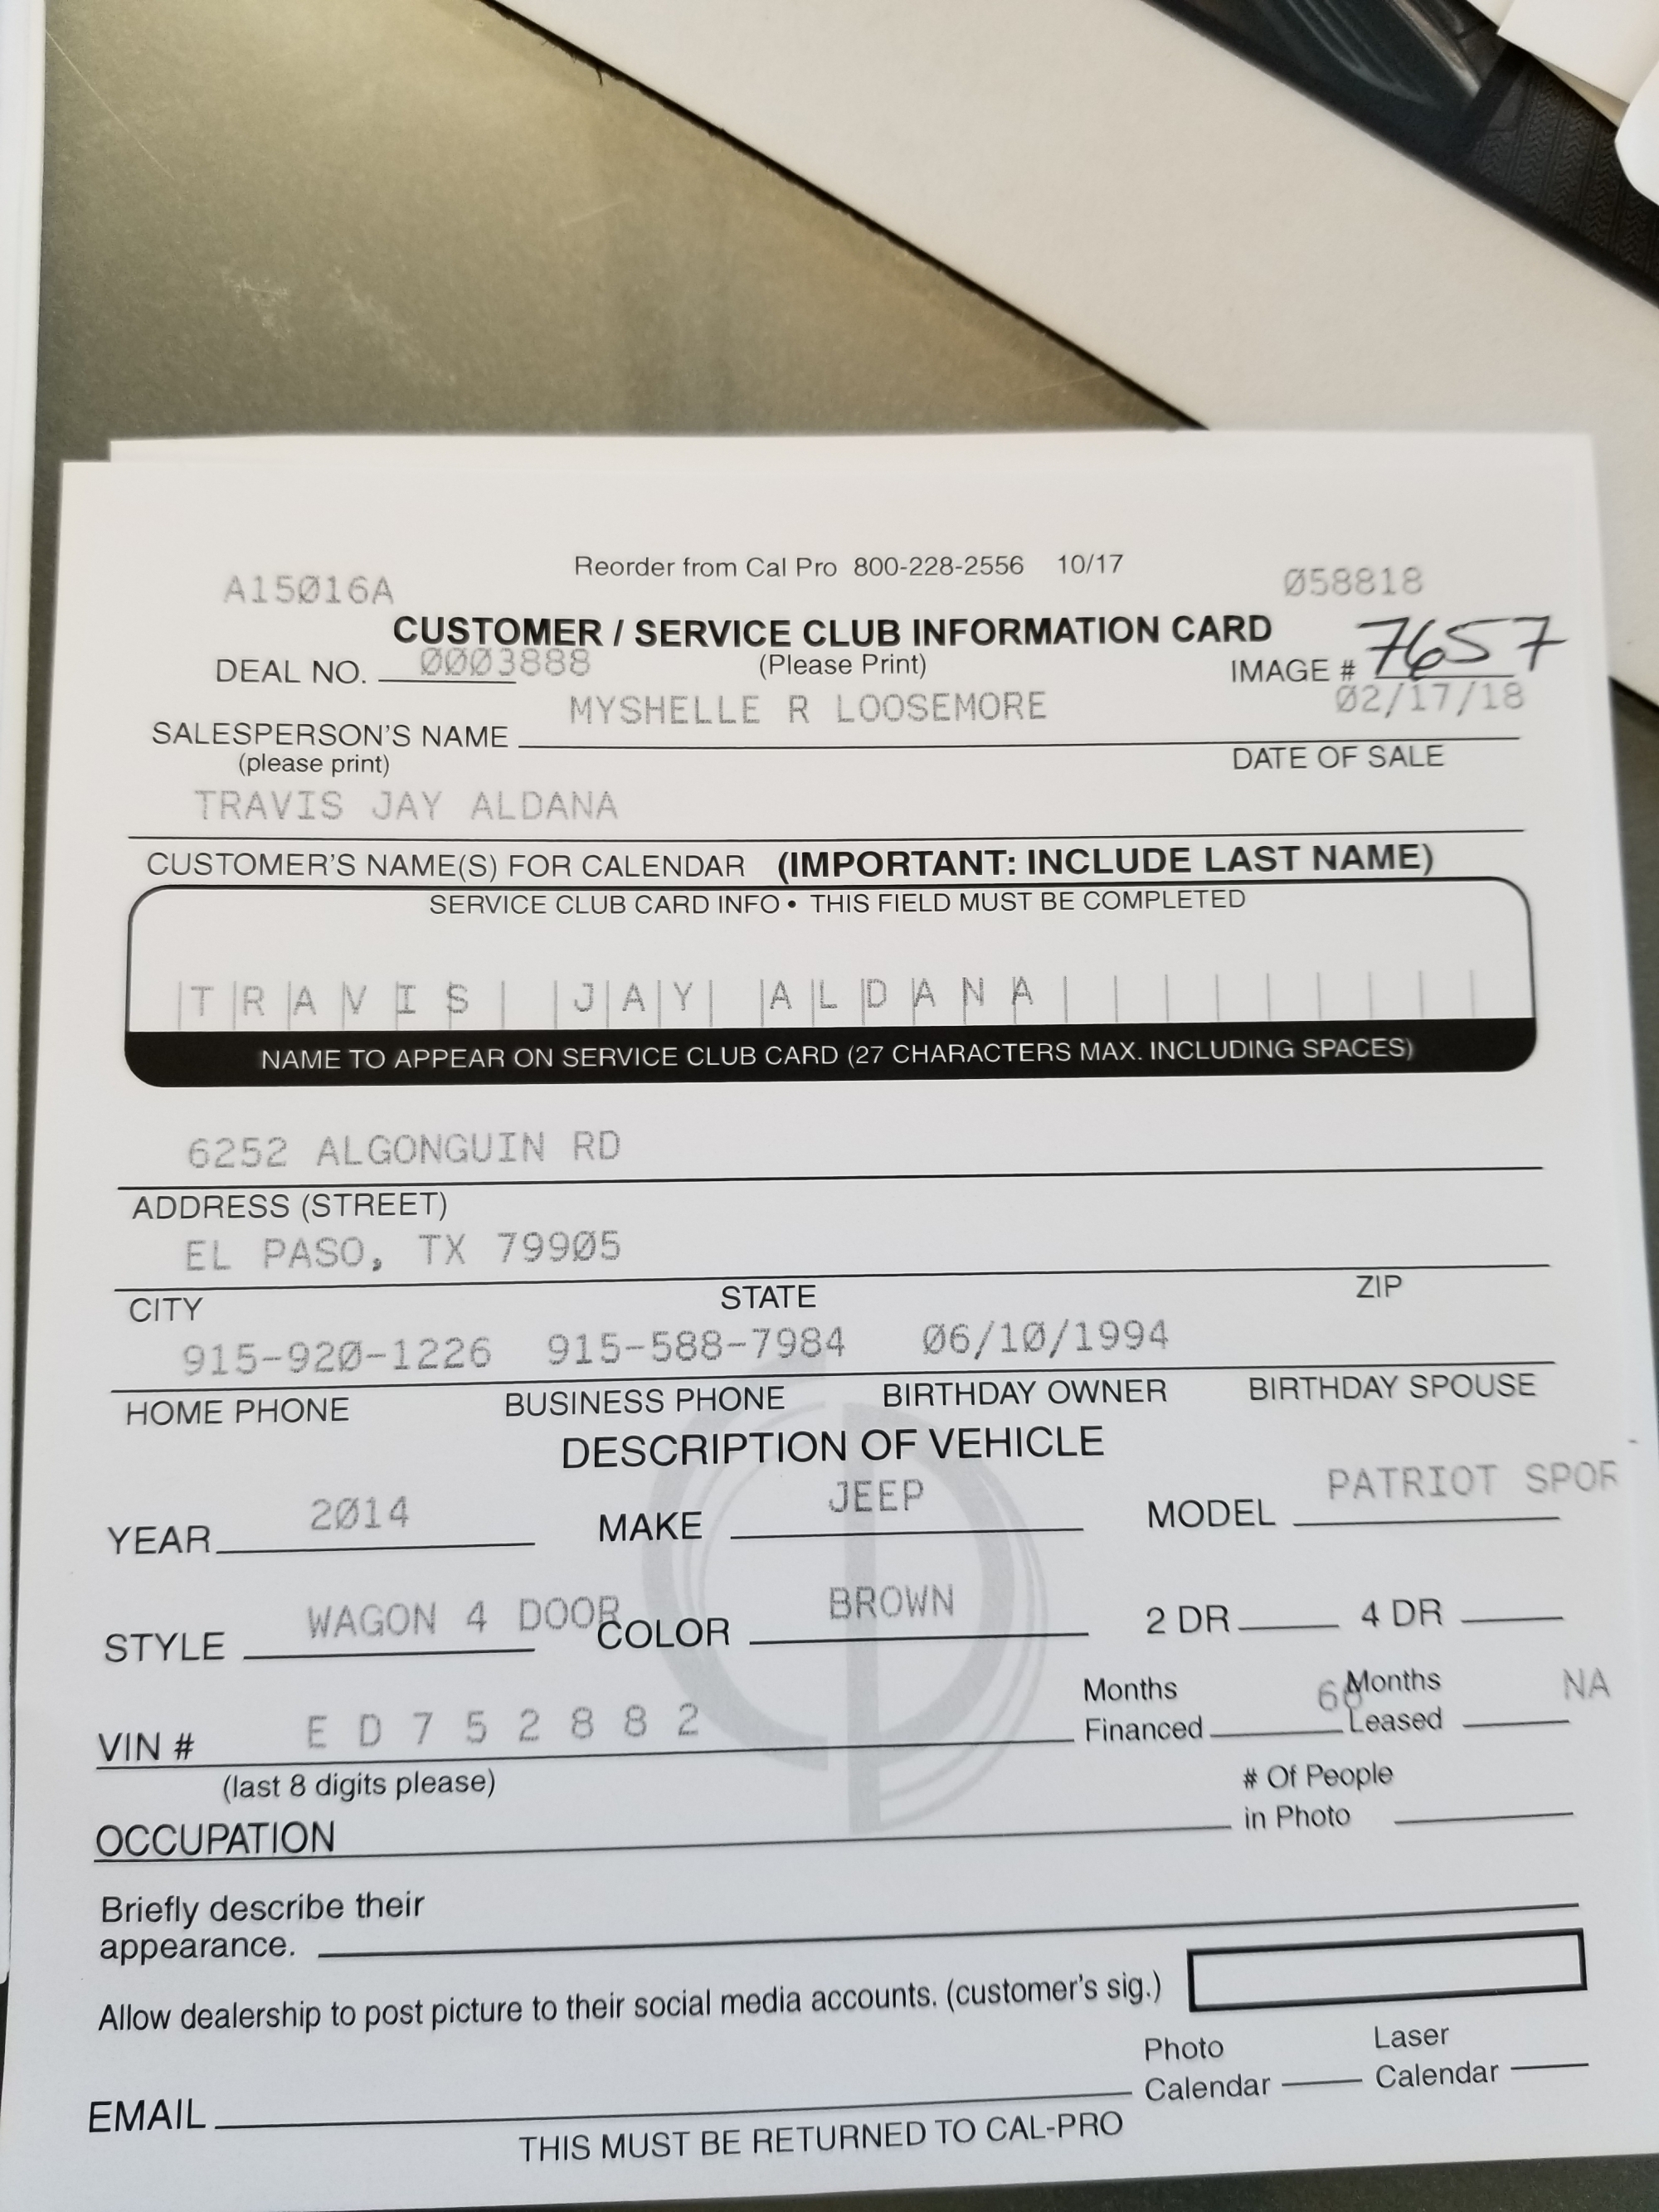 Reorder from Cal Pro 800-228-2556 10/17
A15016A 058818
CUSTOMER / SERVICE CLUB INFORMATION CARD
DEAL NO. 0003888 (Please Print) IMAGE # 7657
MYSHELLE R LOOSEMORE 02/17/18
SALESPERSON'S NAME DATE OF SALE
(please print)
TRAVIS JAY ALDANA
CUSTOMER'S NAME(S) FOR CALENDAR (IMPORTANT: INCLUDE LAST NAME)
SERVICE CLUB CARD INFO • THIS FIELD MUST BE COMPLETED
TRAVIS JAY ALDANA
NAME TO APPEAR ON SERVICE CLUB CARD (27 CHARACTERS MAX. INCLUDING SPACES)
6252 ALGONGUIN RD
ADDRESS (STREET)
EL PASO, TX 79905
CITY STATE ZIP
915-920-1226 915-588-7984 06/10/1994
HOME PHONE BUSINESS PHONE BIRTHDAY OWNER BIRTHDAY SPOUSE
DESCRIPTION OF VEHICLE
YEAR 2014 MAKE JEEP MODEL PATRIOT SPOR
STYLE WAGON 4 DOOR COLOR BROWN 2 DR 4 DR
Months Months NA
VIN # E D 7 5 2 8 8 2 Financed Leased
(last 8 digits please) # Of People
OCCUPATION in Photo
Briefly describe their
appearance.
Allow dealership to post picture to their social media accounts. (customer's sig.)
Photo Laser
EMAIL Calendar Calendar
THIS MUST BE RETURNED TO CAL-PRO